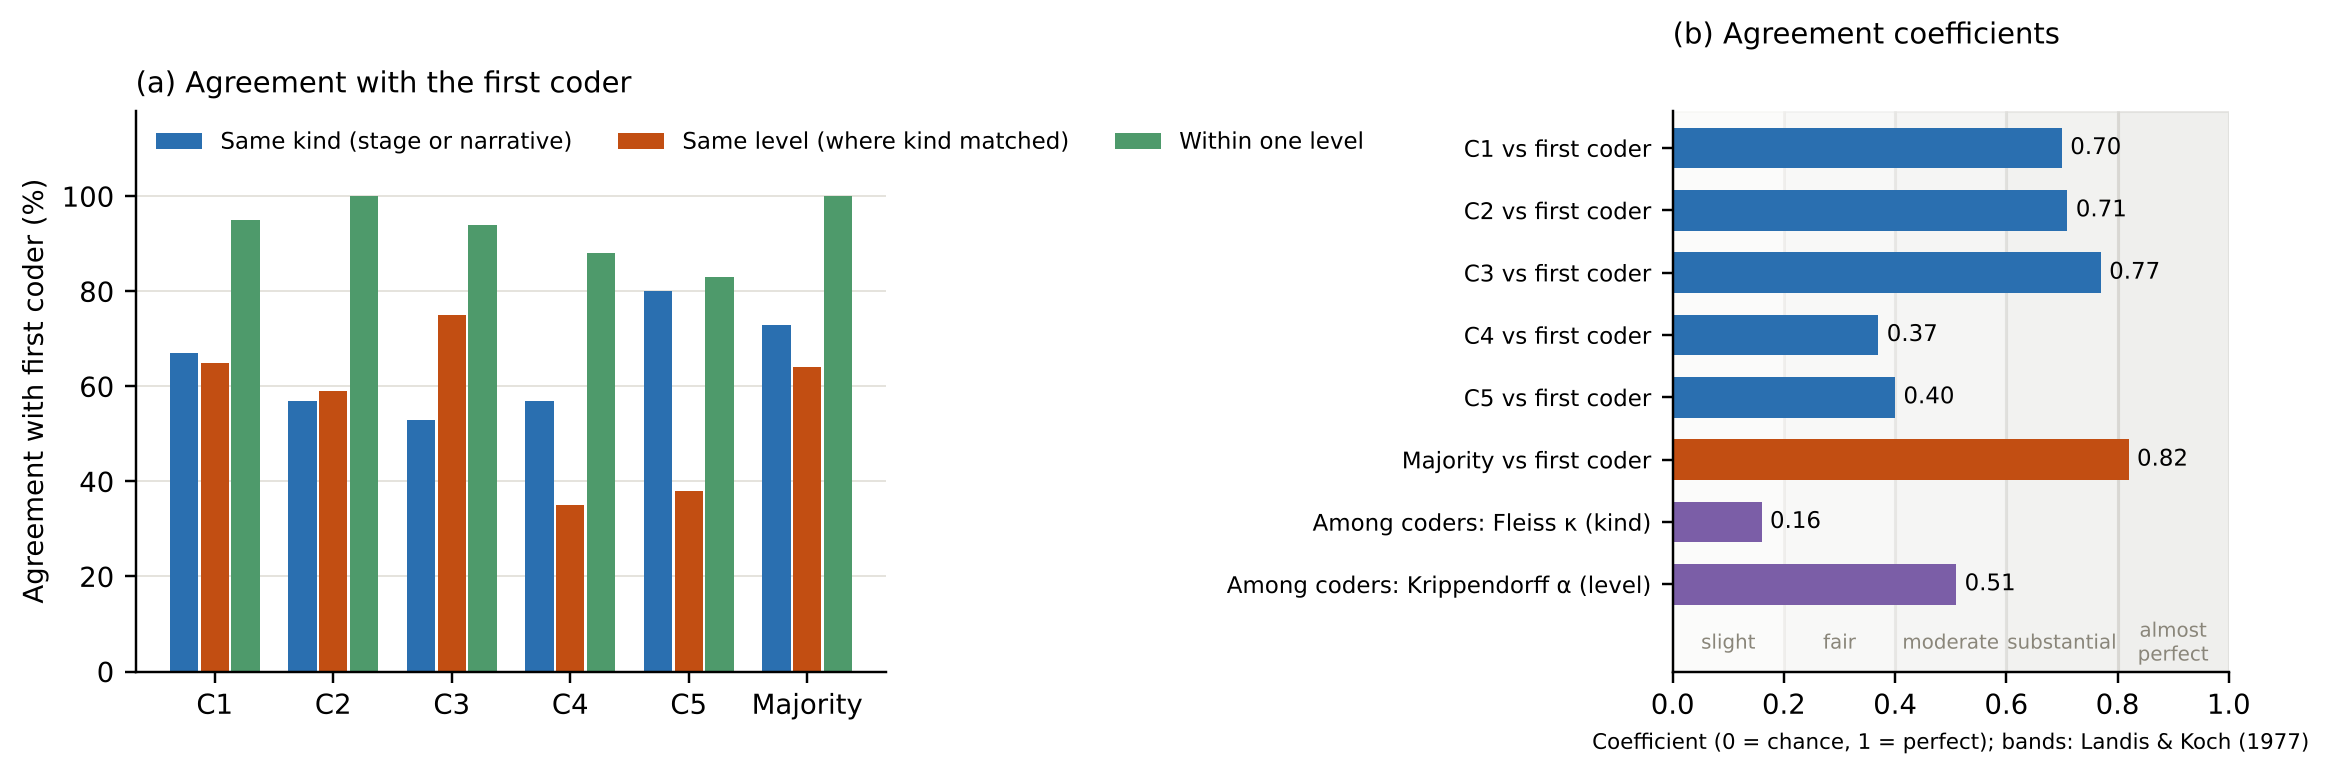 (a) Agreement with the first coder
Same kind (stage or narrative)
Same level (where kind matched)
Within one level
Agreement with first coder (%)
100
80
60
40
20
0
C1
C2
C3
C4
C5
Majority
(b) Agreement coefficients
C1 vs first coder
0.70
C2 vs first coder
0.71
C3 vs first coder
0.77
C4 vs first coder
0.37
C5 vs first coder
0.40
Majority vs first coder
0.82
Among coders: Fleiss κ (kind)
0.16
Among coders: Krippendorff α (level)
0.51
slight
fair
moderate
substantial
almost
perfect
0.0
0.2
0.4
0.6
0.8
1.0
Coefficient (0 = chance, 1 = perfect); bands: Landis & Koch (1977)